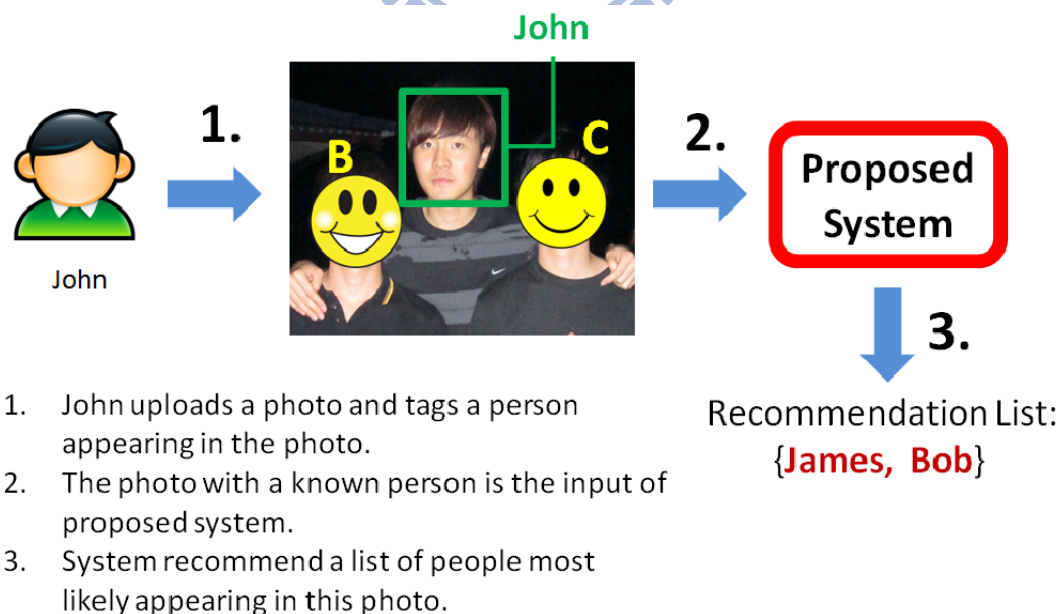 John
1.
2.
B
C
Proposed
System
John
3.
1. John uploads a photo and tags a person
appearing in the photo.
2. The photo with a known person is the input of
proposed system.
3. System recommend a list of people most
likely appearing in this photo.
Recommendation List:
{James, Bob}